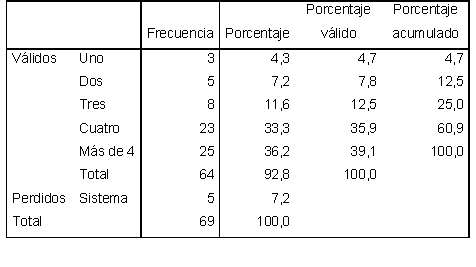 Frecuencia Porcentaje Porcentaje válido Porcentaje acumulado
Válidos Uno 3 4,3 4,7 4,7
Dos 5 7,2 7,8 12,5
Tres 8 11,6 12,5 25,0
Cuatro 23 33,3 35,9 60,9
Más de 4 25 36,2 39,1 100,0
Total 64 92,8 100,0
Perdidos Sistema 5 7,2
Total 69 100,0